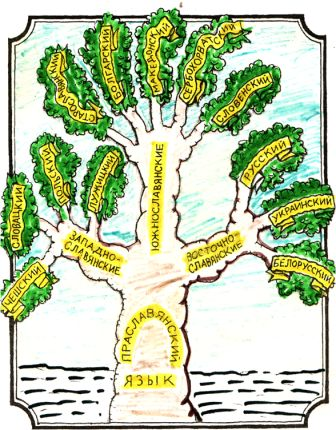 СТАРОСЛАВЯНСКИЙ
БОЛГАРСКИЙ
МАКЕДОНСКИЙ
СЕРБОХОРВАТСКИЙ
СЛОВЕНСКИЙ
ПОЛЬСКИЙ
ЛУЖИЦКИЙ
РУССКИЙ
СЛОВАЦКИЙ
УКРАИНСКИЙ
ЧЕШСКИЙ
БЕЛОРУССКИЙ
ЗАПАДНО-
СЛАВЯНСКИЕ
ЮЖНОСЛАВЯНСКИЕ
ВОСТОЧНО-
СЛАВЯНСКИЕ
ПРАСЛАВЯНСКИЙ
ЯЗЫК